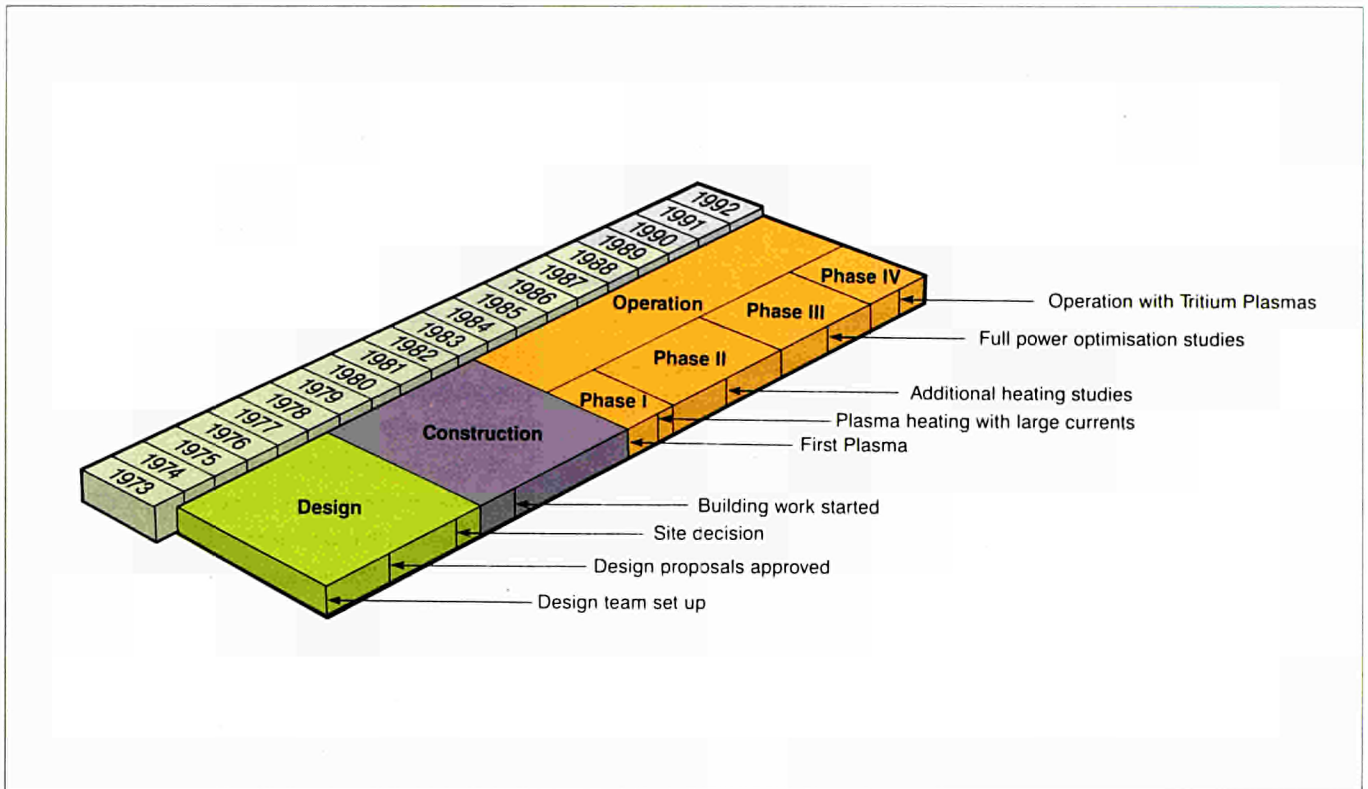 1973
1974
1975
1976
1977
1978
1979
1980
1981
1982
1983
1984
1985
1986
1987
1988
1989
1990
1991
1992
Design
Construction
Operation
Phase I
Phase II
Phase III
Phase IV
Operation with Tritium Plasmas
Full power optimisation studies
Additional heating studies
Plasma heating with large currents
First Plasma
Building work started
Site decision
Design proposals approved
Design team set up